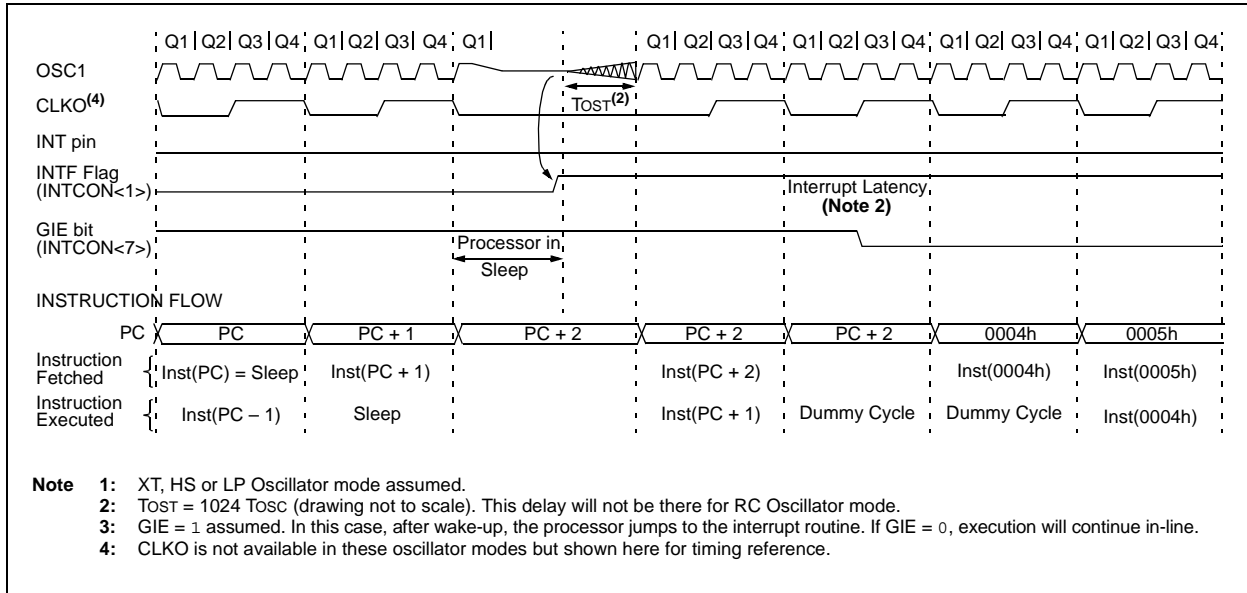 Q1 Q2 Q3 Q4 Q1 Q2 Q3 Q4 Q1 Q1 Q2 Q3 Q4 Q1 Q2 Q3 Q4 Q1 Q2 Q3 Q4 Q1 Q2 Q3 Q4
OSC1
CLKO(4)
TOST(2)
INT pin
INTF Flag
(INTCON<1>)
Interrupt Latency
(Note 2)
GIE bit
(INTCON<7>)
Processor in
Sleep
INSTRUCTION FLOW
PC PC PC + 1 PC + 2 PC + 2 PC + 2 0004h 0005h
Instruction
Fetched
Inst(PC) = Sleep Inst(PC + 1) Inst(PC + 2) Inst(0004h) Inst(0005h)
Instruction
Executed
Inst(PC – 1) Sleep Inst(PC + 1) Dummy Cycle Dummy Cycle Inst(0004h)
Note 1: XT, HS or LP Oscillator mode assumed.
2: TOST = 1024 TOSC (drawing not to scale). This delay will not be there for RC Oscillator mode.
3: GIE = 1 assumed. In this case, after wake-up, the processor jumps to the interrupt routine. If GIE = 0, execution will continue in-line.
4: CLKO is not available in these oscillator modes but shown here for timing reference.